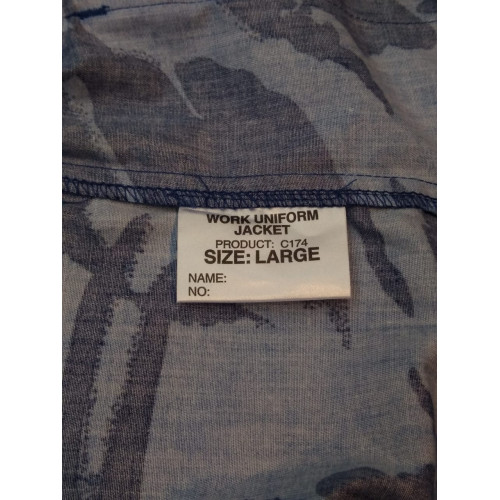 WORK UNIFORM
JACKET
PRODUCT: C174
SIZE: LARGE
NAME:
NO: